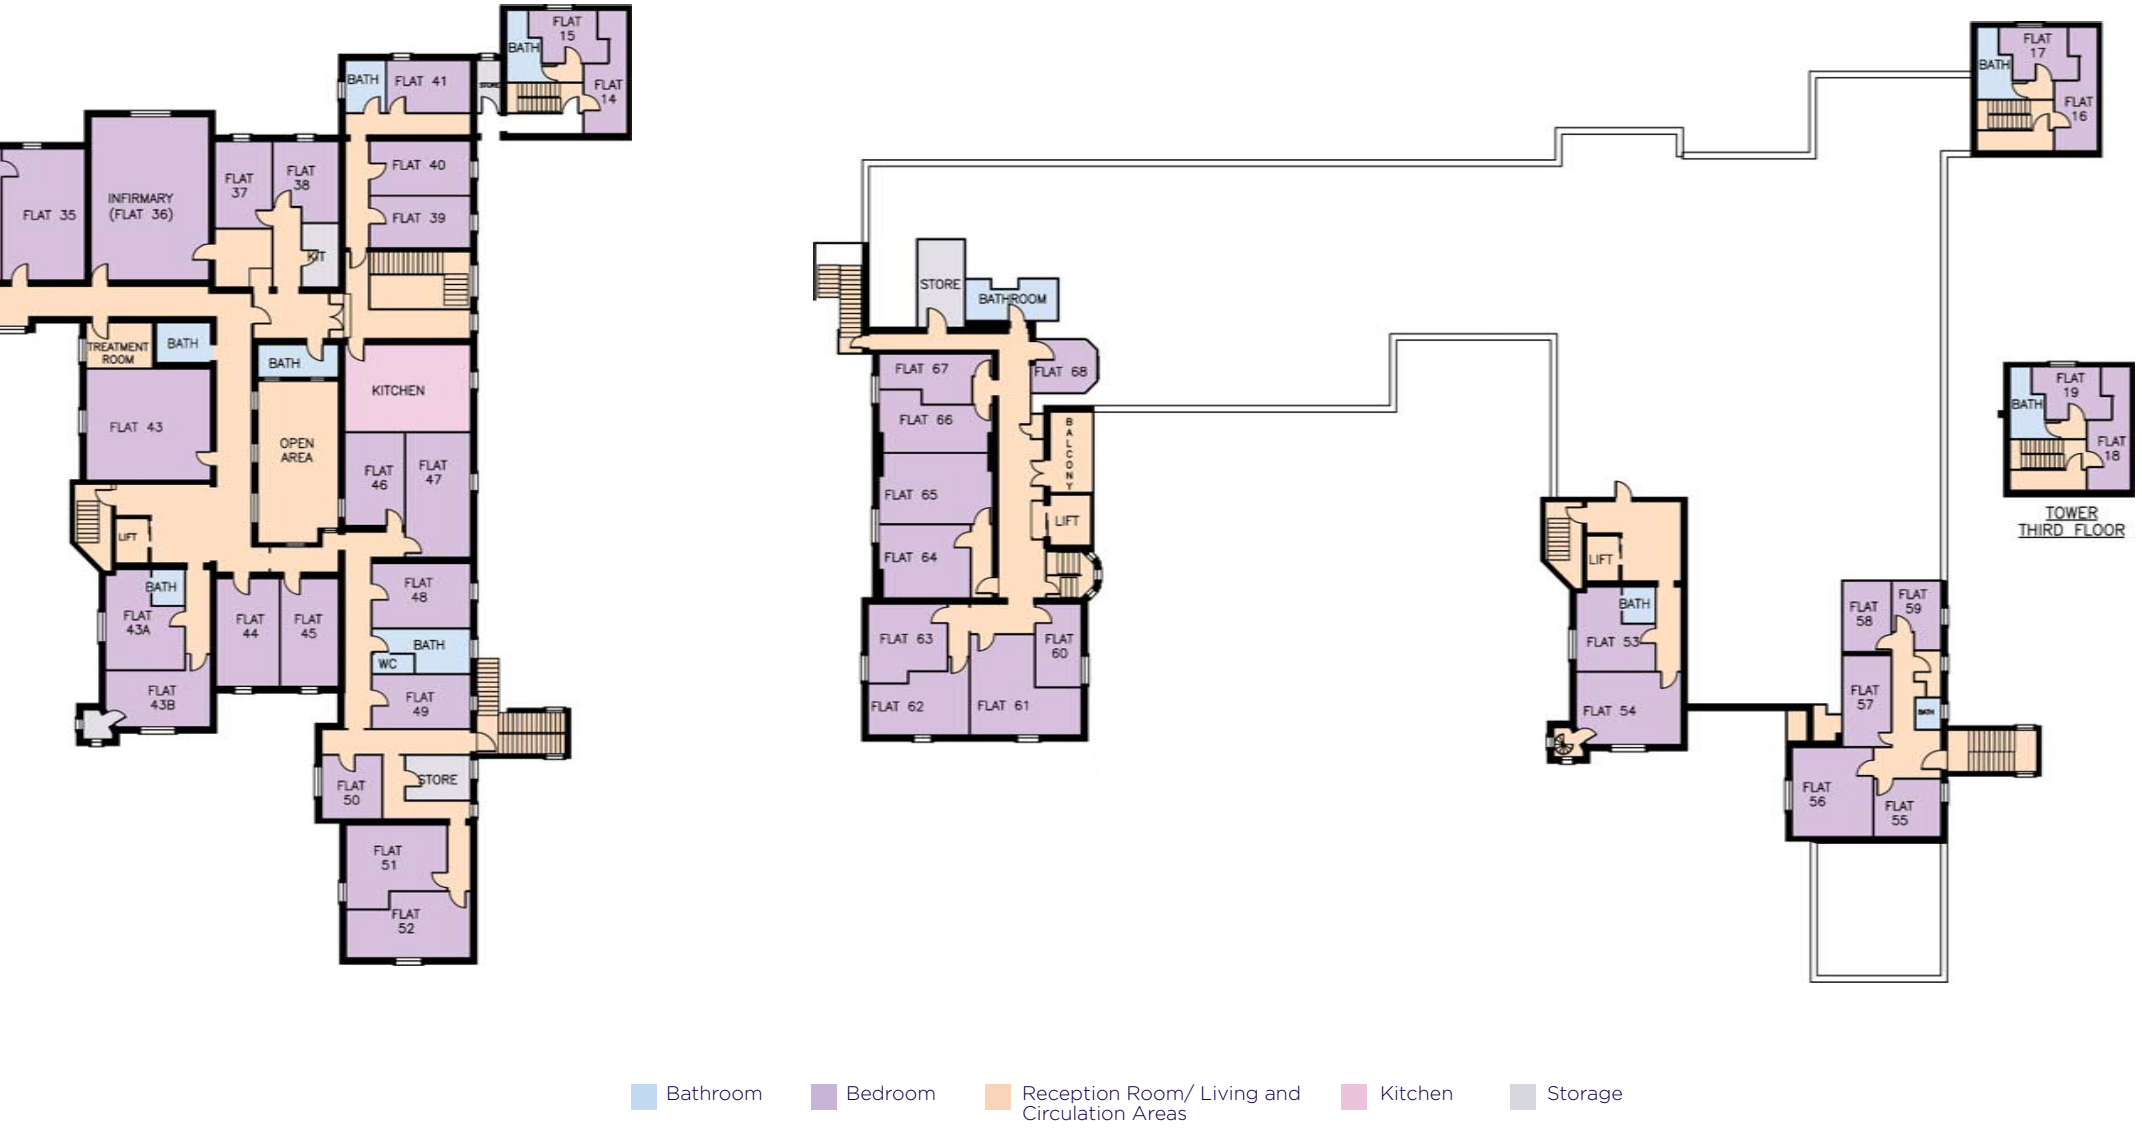 FLAT
15
BATH
FLAT
14
BATH
FLAT 41
STORE
FLAT 40
FLAT 39
FLAT 35
INFIRMARY
(FLAT 36)
FLAT
37
FLAT
38
KIT
TREATMENT
ROOM
BATH
BATH
KITCHEN
FLAT 43
OPEN
AREA
FLAT
46
FLAT
47
LIFT
BATH
FLAT
43A
FLAT
44
FLAT
45
FLAT
48
BATH
WC
FLAT
43B
FLAT
49
FLAT
50
STORE
FLAT
51
FLAT
52
STORE
BATHROOM
FLAT 67
FLAT 68
FLAT 66
BALCONY
FLAT 65
LIFT
FLAT 64
FLAT 63
FLAT
60
FLAT 62
FLAT 61
FLAT
17
BATH
FLAT
16
FLAT
19
BATH
FLAT
18
TOWER
THIRD FLOOR
LIFT
BATH
FLAT 53
FLAT 54
FLAT
58
FLAT
59
FLAT
57
BATH
FLAT
56
FLAT
55
Bathroom
Bedroom
Reception Room/ Living and
Circulation Areas
Kitchen
Storage